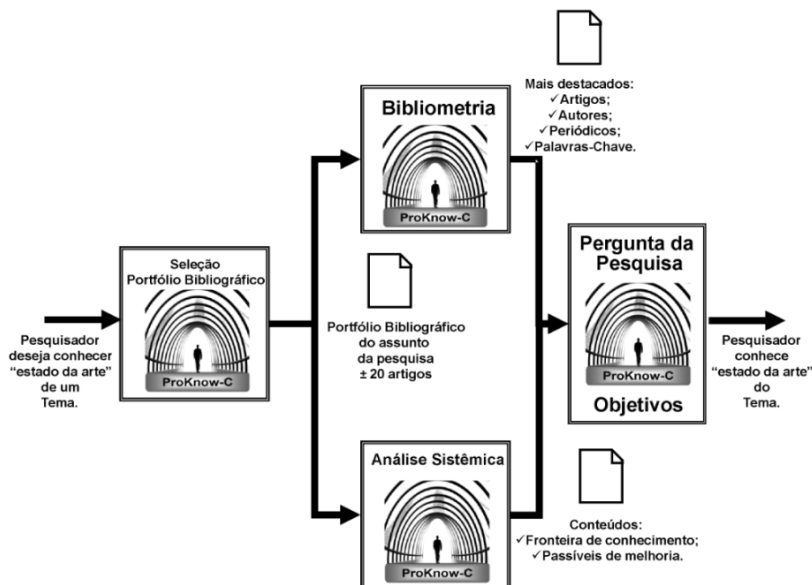 Pesquisador
deseja conhecer
“estado da arte”
de um
Tema.
Seleção
Portfólio Bibliográfico
ProKnow-C
Bibliometria
ProKnow-C
Mais destacados:
✓Artigos;
✓Autores;
✓Periódicos;
✓Palavras-Chave.
Portfólio Bibliográfico
do assunto
da pesquisa
± 20 artigos
Análise Sistêmica
ProKnow-C
Conteúdos:
✓Fronteira de conhecimento;
✓Passíveis de melhoria.
Pergunta da
Pesquisa
ProKnow-C
Objetivos
Pesquisador
conhece
“estado da arte”
do
Tema.